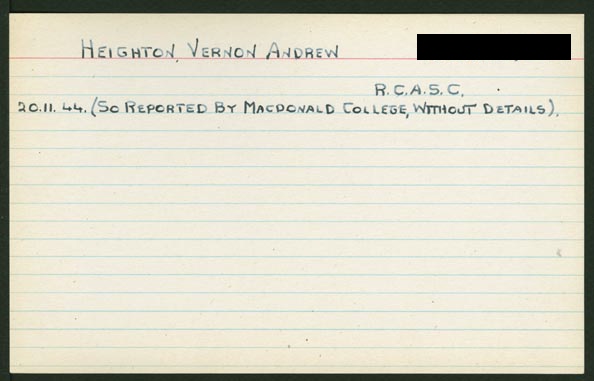 HEIGHTON, VERNON ANDREW
R.C.A.S.C.
20.11.44. (SO REPORTED BY MACDONALD COLLEGE, WITHOUT DETAILS).